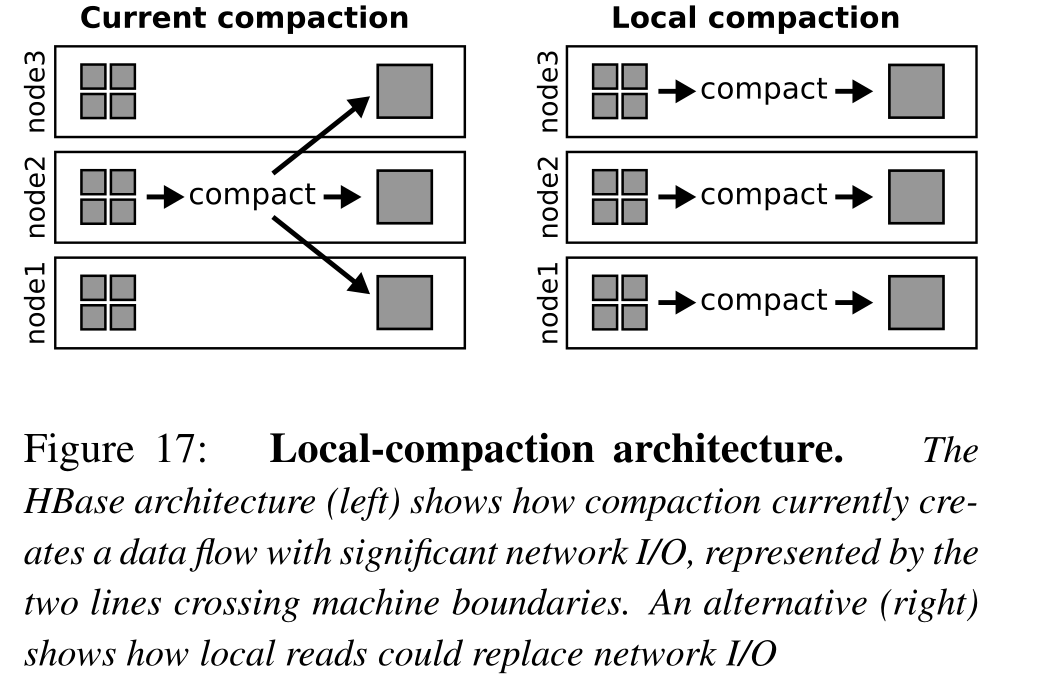 Current compaction
Local compaction
node3
node3
compact
node2
compact
node2
compact
node1
node1
compact
Figure 17: Local-compaction architecture. The
HBase architecture (left) shows how compaction currently cre-
ates a data flow with significant network I/O, represented by the
two lines crossing machine boundaries. An alternative (right)
shows how local reads could replace network I/O